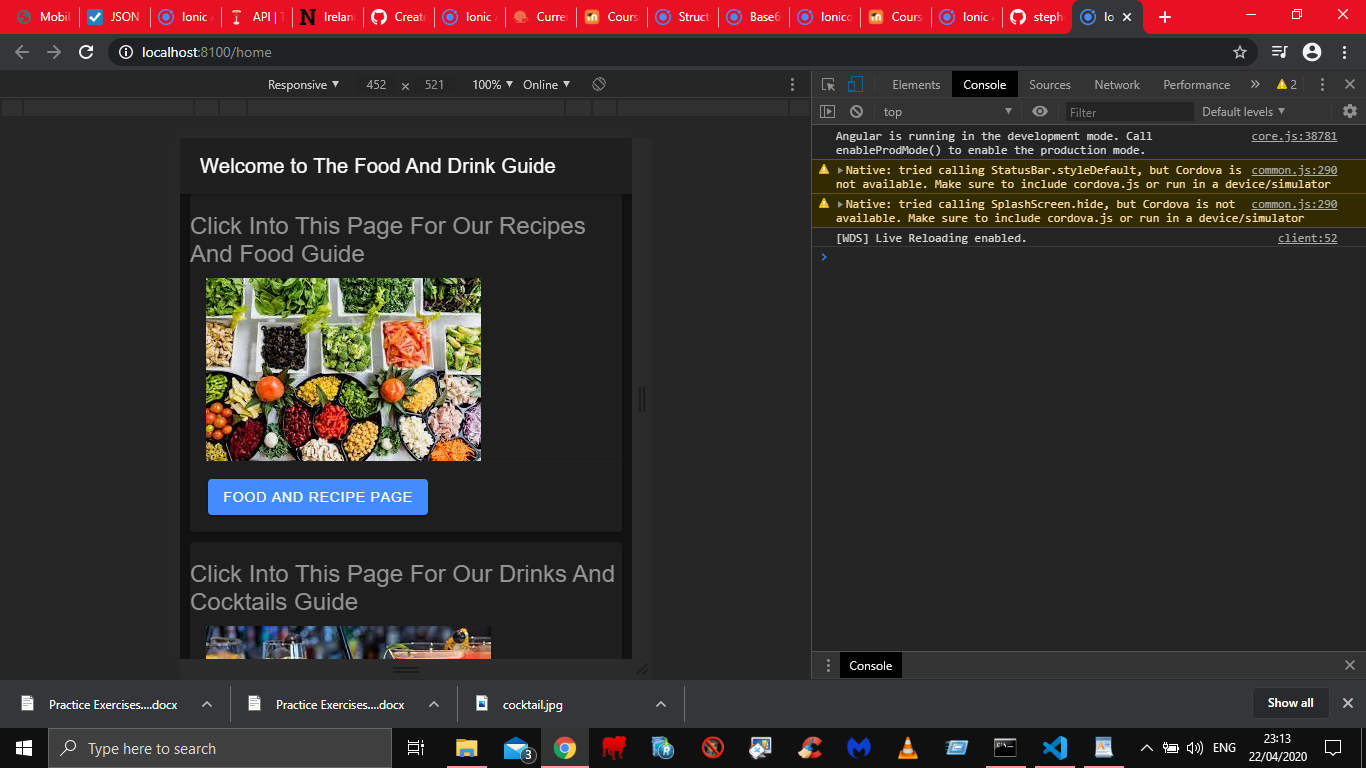 Mobil
JSON
Ionic A
API | T
Irelan
Create
Ionic A
Curre
Cours
Struct
Base6
Ionico
Cours
Ionic A
steph
Io
localhost:8100/home
Responsive
452 × 521
100%
Online
Elements
Console
Sources
Network
Performance
2
top
Filter
Default levels
Welcome to The Food And Drink Guide
Click Into This Page For Our Recipes
And Food Guide
FOOD AND RECIPE PAGE
Click Into This Page For Our Drinks And
Cocktails Guide
Angular is running in the development mode. Call core.js:38781
enableProdMode() to enable the production mode.
Native: tried calling StatusBar.styleDefault, but Cordova is common.js:290
not available. Make sure to include cordova.js or run in a device/simulator
Native: tried calling SplashScreen.hide, but Cordova is not common.js:290
available. Make sure to include cordova.js or run in a device/simulator
[WDS] Live Reloading enabled. client:52
Console
Practice Exercises....docx
Practice Exercises....docx
cocktail.jpg
Show all
Type here to search
3
ENG
23:13
22/04/2020